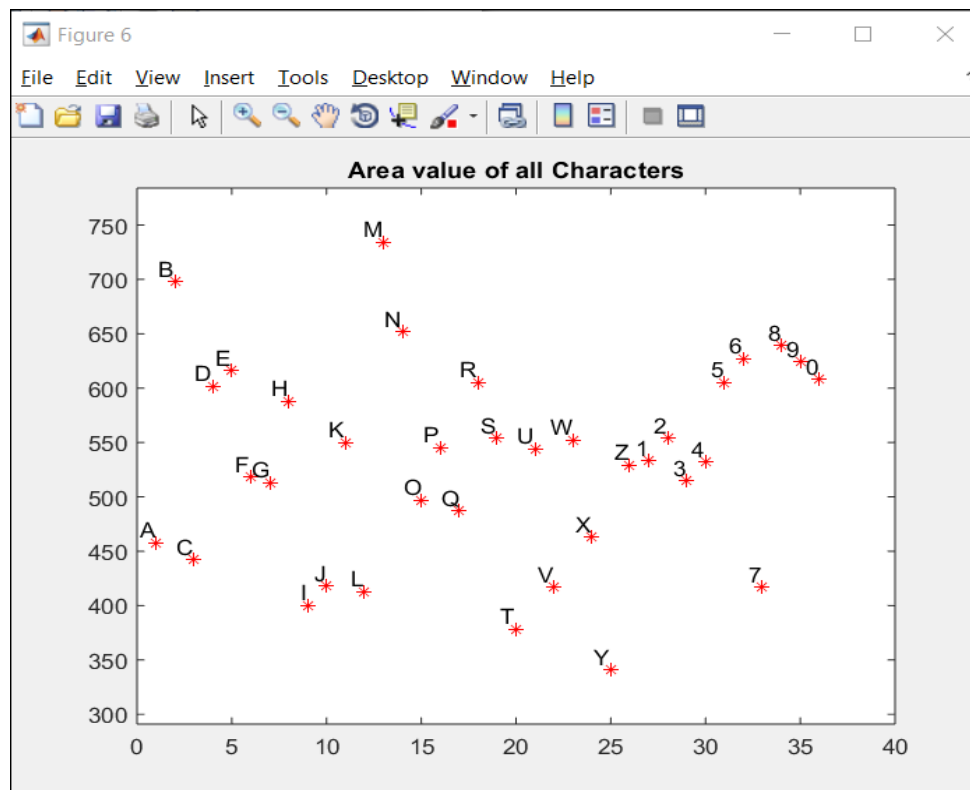 Figure 6
File Edit View Insert Tools Desktop Window Help
Area value of all Characters
750
M
B
700
N
8
650
6
9
E
0
D
R
5
600
H
K
P
S
U
W
2
550
Z
1
4
F
G
3
O
Q
500
A
X
C
450
J
L
V
7
I
400
T
350
Y
300
0 5 10 15 20 25 30 35 40